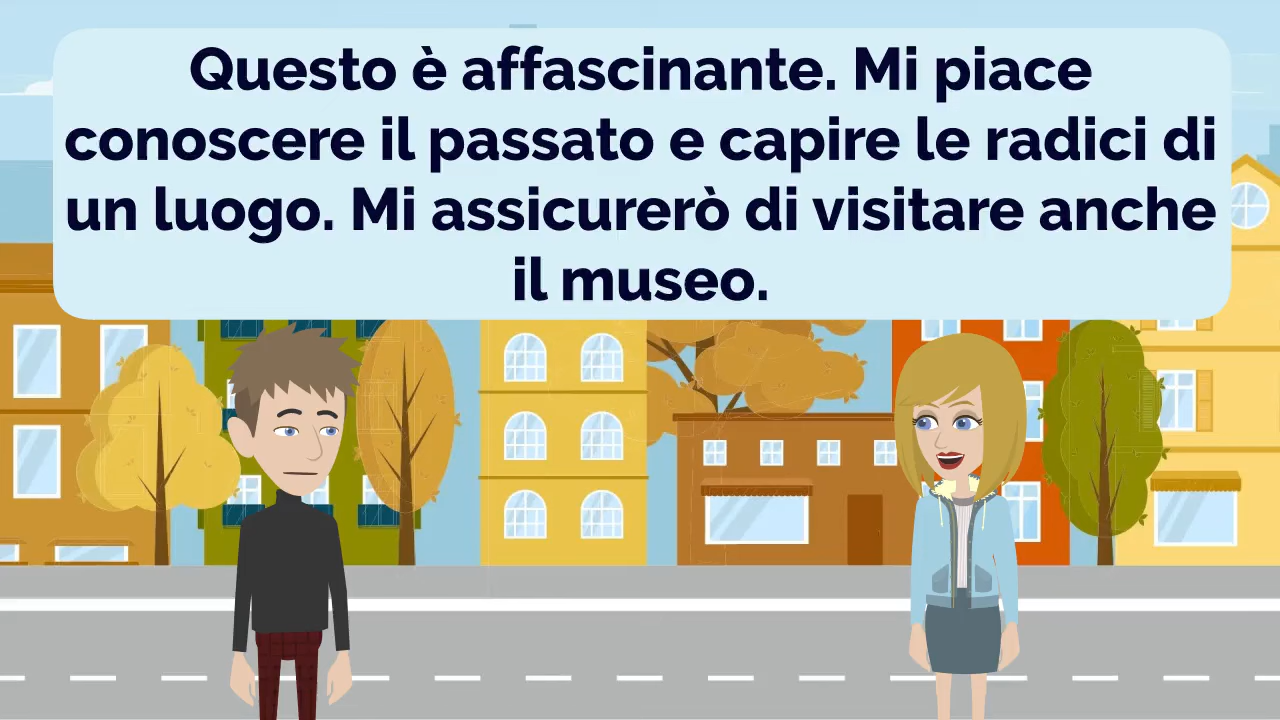 Questo è affascinante. Mi piace
conoscere il passato e capire le radici di
un luogo. Mi assicurerò di visitare anche
il museo.